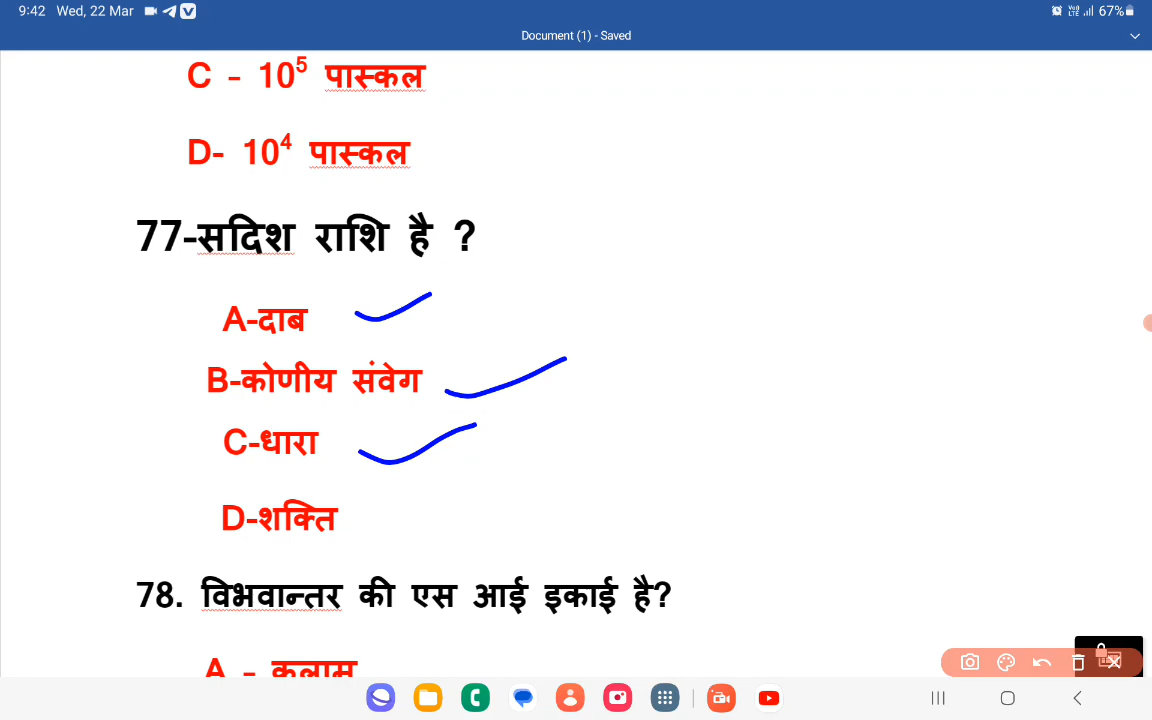 9:42 Wed, 22 Mar 67%
Document (1) - Saved
C - 10⁵ पास्कल
D- 10⁴ पास्कल
77-सदिश राशि है ?
A-दाब
B-कोणीय संवेग
C-धारा
D-शक्ति
78. विभवान्तर की एस आई इकाई है?
A - कूलाम